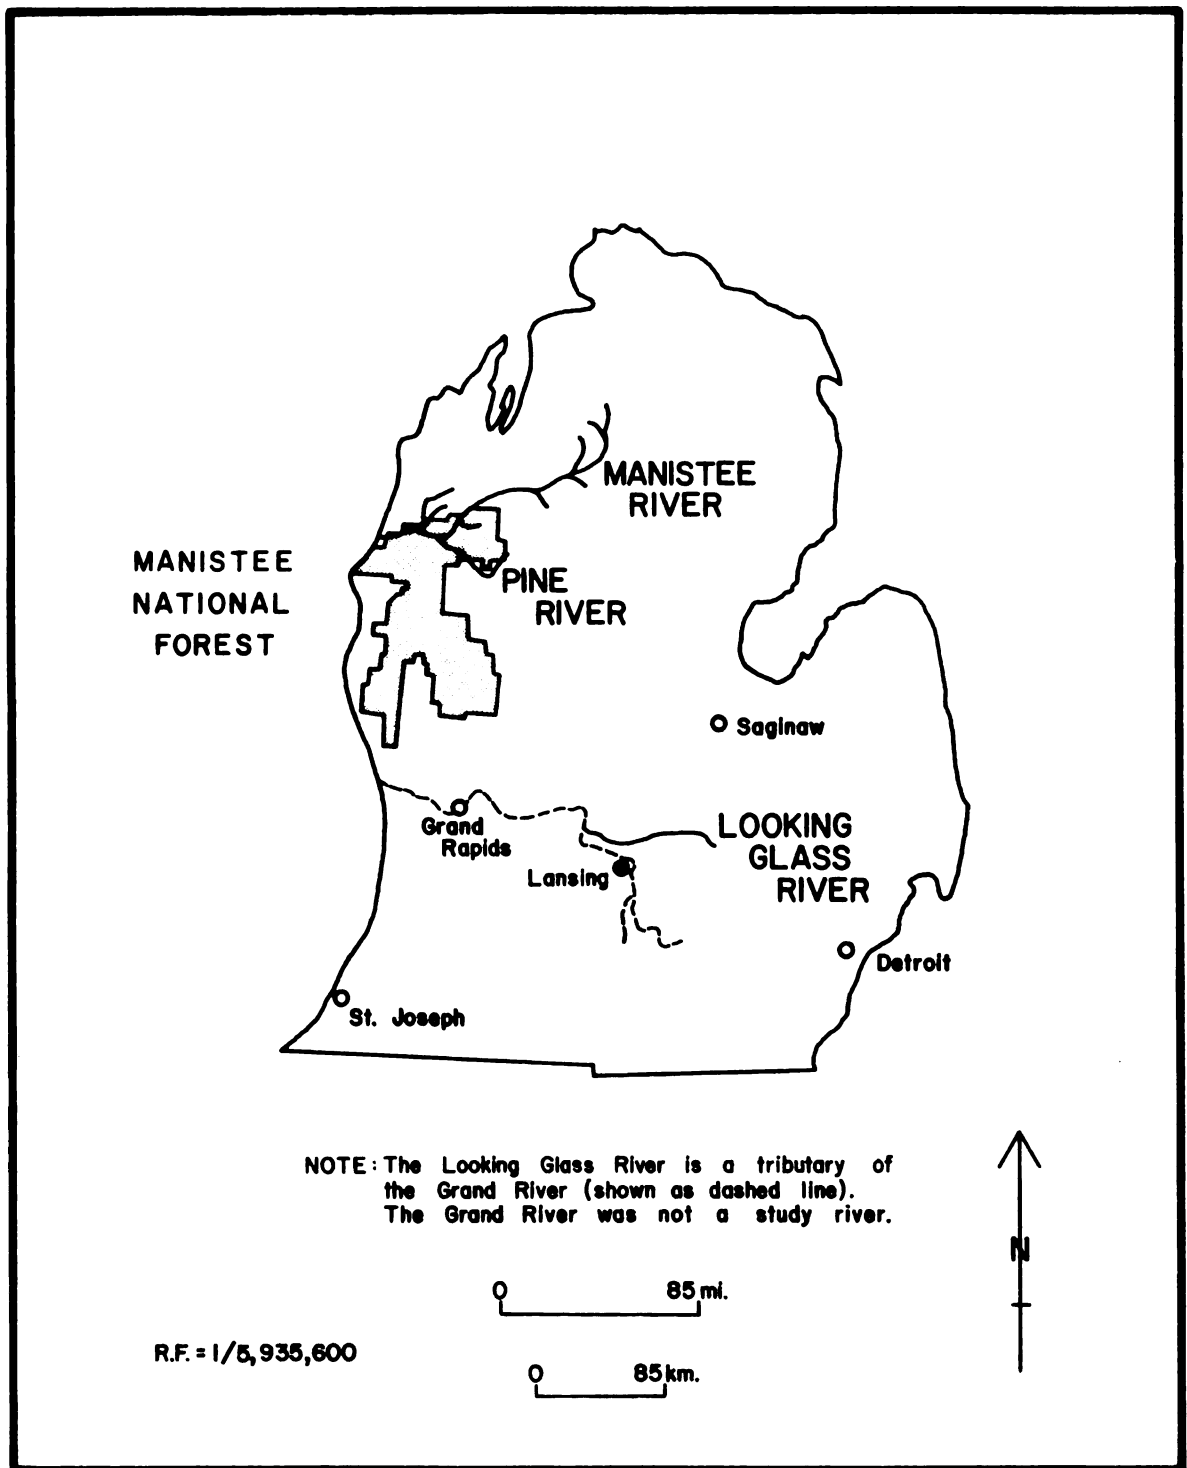 MANISTEE
RIVER
MANISTEE
NATIONAL
FOREST
PINE
RIVER
Saginaw
Grand
Rapids
LOOKING
GLASS
RIVER
Lansing
Detroit
St. Joseph
NOTE: The Looking Glass River is a tributary of
the Grand River (shown as dashed line).
The Grand River was not a study river.
N
0 85 mi.
R.F. = 1/5,935,600
0 85 km.